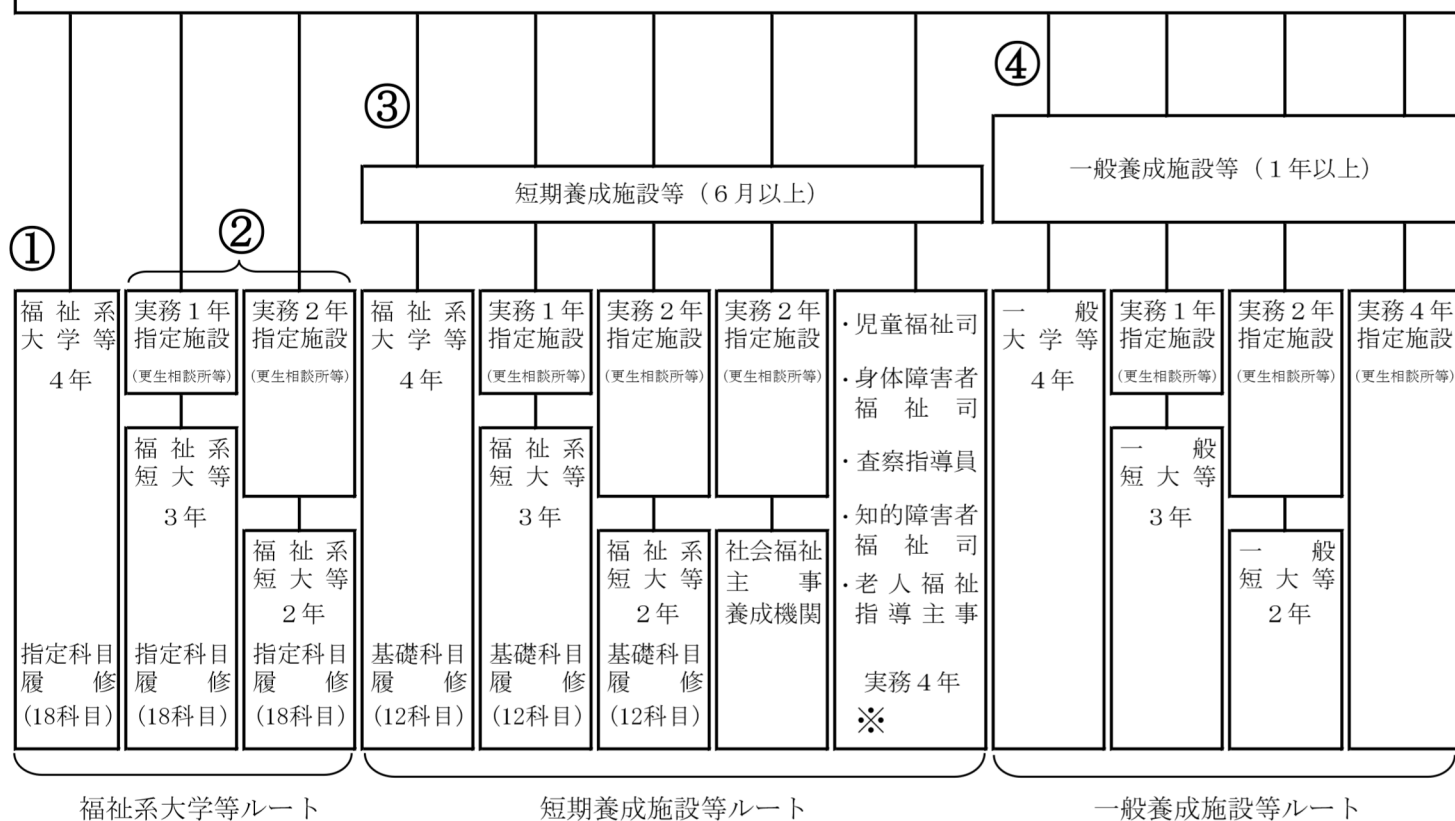 ④
③
一般養成施設等（１年以上）
短期養成施設等（６月以上）
②
①
福祉系
大学等
４年
指定科目
履修
(18科目)
実務１年
指定施設
(更生相談所等)
福祉系
短大等
３年
指定科目
履修
(18科目)
実務２年
指定施設
(更生相談所等)
福祉系
短大等
２年
指定科目
履修
(18科目)
福祉系
大学等
４年
基礎科目
履修
(12科目)
実務１年
指定施設
(更生相談所等)
福祉系
短大等
３年
基礎科目
履修
(12科目)
実務２年
指定施設
(更生相談所等)
福祉系
短大等
２年
基礎科目
履修
(12科目)
実務２年
指定施設
(更生相談所等)
社会福祉
主事
養成機関
・児童福祉司
・身体障害者
福祉司
・査察指導員
・知的障害者
福祉司
・老人福祉
指導主事
実務４年
※
一般
大学等
４年
実務１年
指定施設
(更生相談所等)
一般
短大等
３年
実務２年
指定施設
(更生相談所等)
一般
短大等
２年
実務４年
指定施設
(更生相談所等)
福祉系大学等ルート
短期養成施設等ルート
一般養成施設等ルート